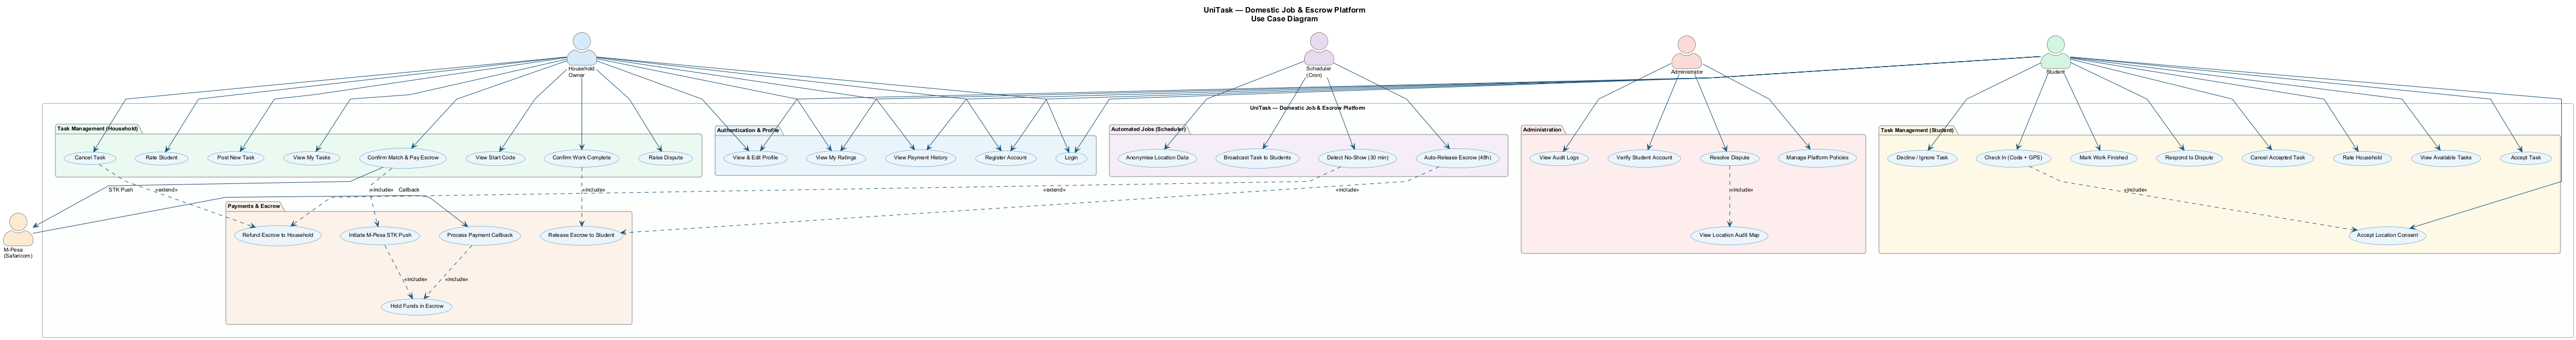 UniTask — Domestic Job & Escrow Platform
Use Case Diagram
Household
Owner
Scheduler
(Cron)
Administrator
Student
UniTask — Domestic Job & Escrow Platform
Task Management (Household)
Cancel Task
Rate Student
Post New Task
View My Tasks
Confirm Match & Pay Escrow
View Start Code
Confirm Work Complete
Raise Dispute
Authentication & Profile
View & Edit Profile
View My Ratings
View Payment History
Register Account
Login
Automated Jobs (Scheduler)
Anonymise Location Data
Broadcast Task to Students
Detect No-Show (30 min)
Auto-Release Escrow (48h)
Administration
View Audit Logs
Verify Student Account
Resolve Dispute
Manage Platform Policies
Task Management (Student)
Decline / Ignore Task
Check In (Code + GPS)
Mark Work Finished
Respond to Dispute
Cancel Accepted Task
Rate Household
View Available Tasks
Accept Task
STK Push
«extend»
«include»
Callback
«include»
«extend»
«include»
«include»
«include»
Payments & Escrow
Refund Escrow to Household
Initiate M-Pesa STK Push
Process Payment Callback
Release Escrow to Student
View Location Audit Map
Accept Location Consent
M-Pesa
(Safaricom)
«include»
«include»
Hold Funds in Escrow